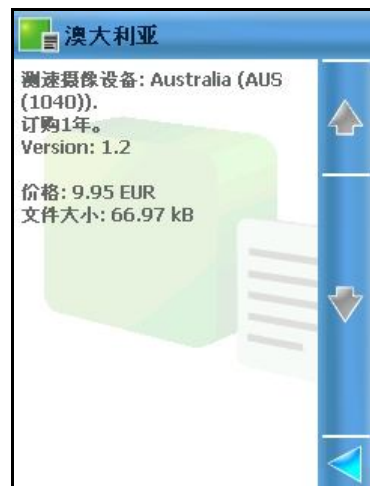 澳大利亚
测速摄像设备: Australia (AUS
(1040)).
订购1年。
Version: 1.2
价格: 9.95 EUR
文件大小: 66.97 kB